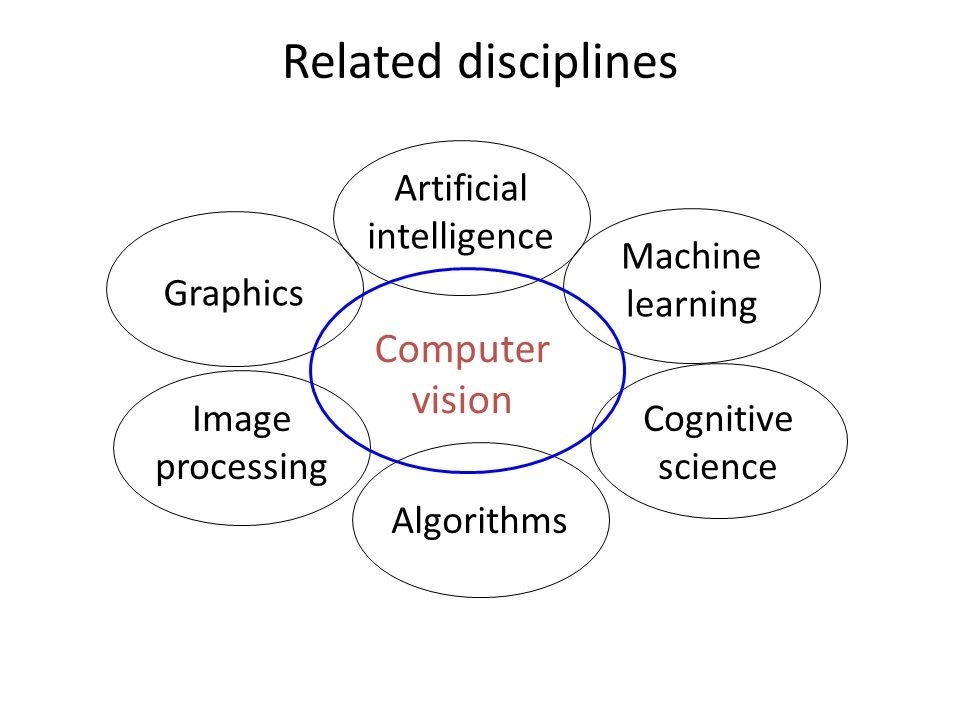 Related disciplines
Artificial
intelligence
Machine
learning
Graphics
Computer
vision
Image
processing
Cognitive
science
Algorithms